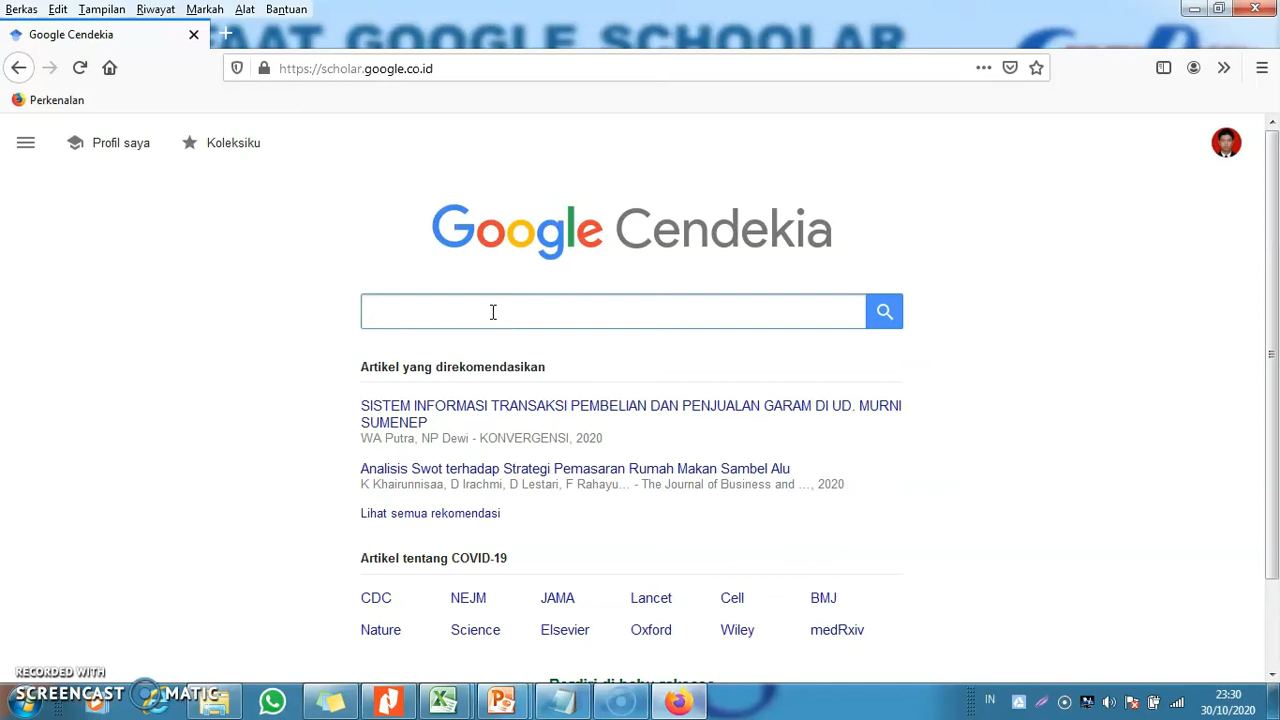 Berkas Edit Tampilan Riwayat Markah Alat Bantuan
Google Cendekia
GOOGLE SCHOOLAR
https://scholar.google.co.id
Perkenalan
Profil saya Koleksiku
Google Cendekia
Artikel yang direkomendasikan
SISTEM INFORMASI TRANSAKSI PEMBELIAN DAN PENJUALAN GARAM DI UD. MURNI
SUMENEP
WA Putra, NP Dewi - KONVERGENSI, 2020
Analisis Swot terhadap Strategi Pemasaran Rumah Makan Sambel Alu
K Khairunnisaa, D Irachmi, D Lestari, F Rahayu... - The Journal of Business and ..., 2020
Lihat semua rekomendasi
Artikel tentang COVID-19
CDC NEJM JAMA Lancet Cell BMJ
Nature Science Elsevier Oxford Wiley medRxiv
RECORDED WITH
SCREENCAST MATIC
IN
23:30
30/10/2020